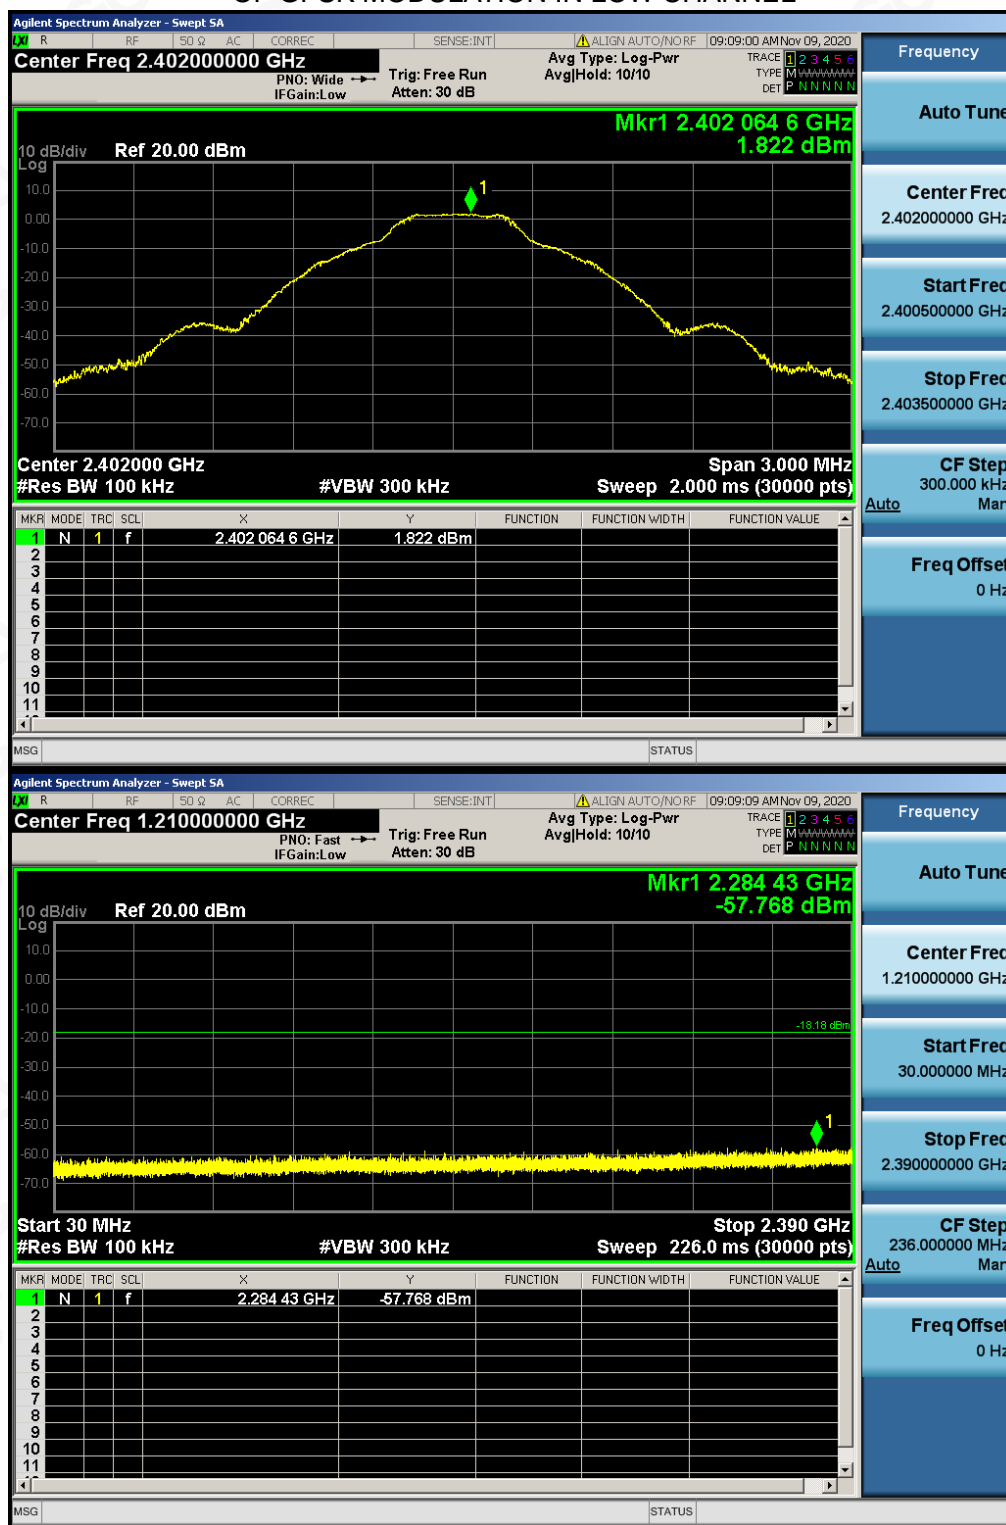 Agilent Spectrum Analyzer - Swept SA
LXI R RF 50 Ω AC CORREC SENSE:INT ALIGN AUTO/NO RF 09:09:00 AM Nov 09, 2020
Center Freq 2.402000000 GHz
PNO: Wide
IFGain:Low
Trig: Free Run
Atten: 30 dB
Avg Type: Log-Pwr
Avg|Hold: 10/10
TRACE 1 2 3 4 5 6
TYPE M
DET P N N N N N
Mkr1 2.402 064 6 GHz
1.822 dBm
10 dB/div Ref 20.00 dBm
Log
10.0
0.00
-10.0
-20.0
-30.0
-40.0
-50.0
-60.0
-70.0
1
Center 2.402000 GHz Span 3.000 MHz
#Res BW 100 kHz #VBW 300 kHz Sweep 2.000 ms (30000 pts)
MKR MODE TRC SCL X Y FUNCTION FUNCTION WIDTH FUNCTION VALUE
1 N 1 f 2.402 064 6 GHz 1.822 dBm
2
3
4
5
6
7
8
9
10
11
MSG STATUS
Frequency
Auto Tune
Center Freq
2.402000000 GHz
Start Freq
2.400500000 GHz
Stop Freq
2.403500000 GHz
CF Step
300.000 kHz
Auto Man
Freq Offset
0 Hz
Agilent Spectrum Analyzer - Swept SA
LXI R RF 50 Ω AC CORREC SENSE:INT ALIGN AUTO/NO RF 09:09:09 AM Nov 09, 2020
Center Freq 1.210000000 GHz
PNO: Fast
IFGain:Low
Trig: Free Run
Atten: 30 dB
Avg Type: Log-Pwr
Avg|Hold: 10/10
TRACE 1 2 3 4 5 6
TYPE M
DET P N N N N N
Mkr1 2.284 43 GHz
-57.768 dBm
10 dB/div Ref 20.00 dBm
Log
10.0
0.00
-10.0
-20.0
-30.0
-40.0
-50.0
-60.0
-70.0
-18.18 dBm
1
Start 30 MHz Stop 2.390 GHz
#Res BW 100 kHz #VBW 300 kHz Sweep 226.0 ms (30000 pts)
MKR MODE TRC SCL X Y FUNCTION FUNCTION WIDTH FUNCTION VALUE
1 N 1 f 2.284 43 GHz -57.768 dBm
2
3
4
5
6
7
8
9
10
11
MSG STATUS
Frequency
Auto Tune
Center Freq
1.210000000 GHz
Start Freq
30.000000 MHz
Stop Freq
2.390000000 GHz
CF Step
236.000000 MHz
Auto Man
Freq Offset
0 Hz